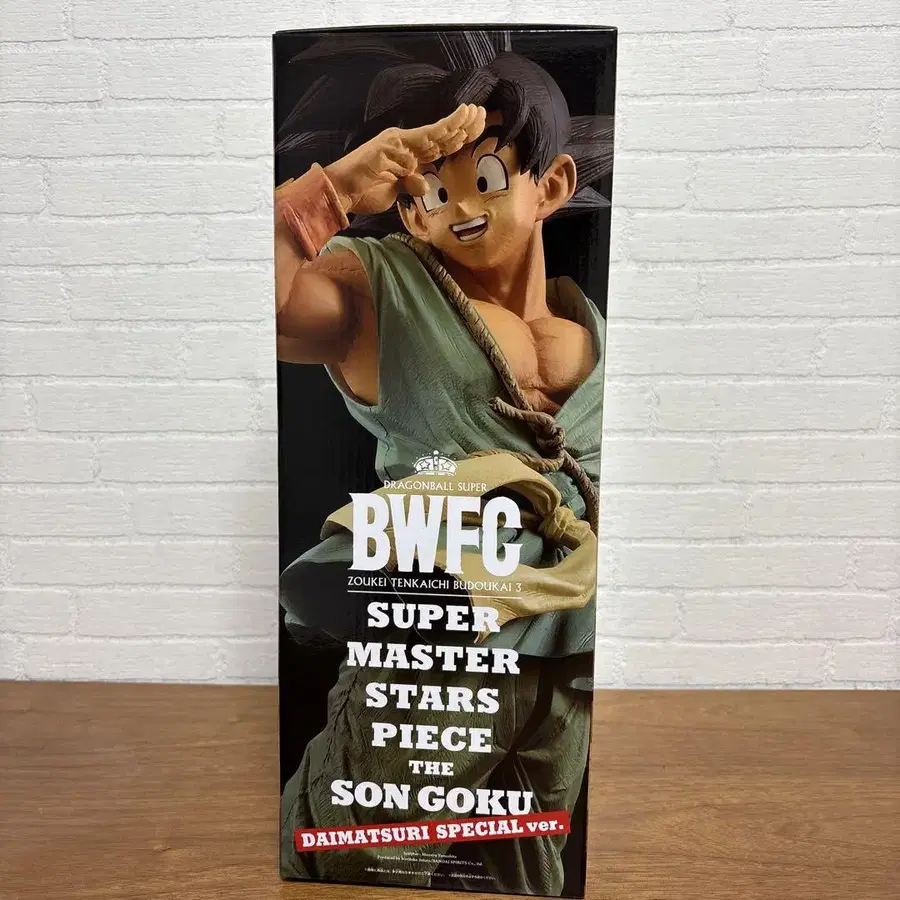 DRAGONBALL SUPER
BWFC
ZOUKEI TENKAICHI BUDOUKAI 3
SUPER
MASTER
STARS
PIECE
THE
SON GOKU
DAIMATSURI SPECIAL ver.